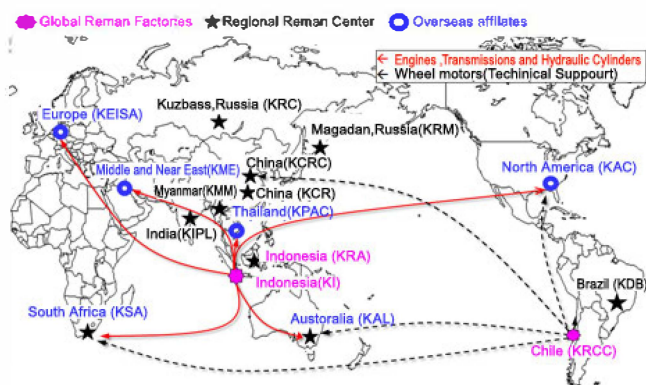 Global Reman Factories Regional Reman Center Overseas affilates
Engines ,Transmissions and Hydraulic Cylinders
Wheel motors(Techinical Suppourt)
Kuzbass,Russia (KRC)
Europe (KEISA)
Magadan,Russia(KRM)
Middle and Near East(KME)
China(KCRC)
North America (KAC)
Myanmar(KMM)
China (KCR)
Thailand(KPAC)
India(KIPL)
Indonesia (KRA)
Indonesia(KI)
Brazil (KDB)
South Africa (KSA)
Austoralia (KAL)
Chile (KRCC)